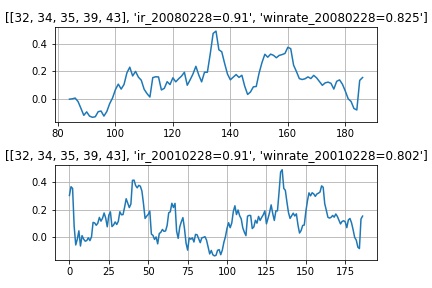 [[32, 34, 35, 39, 43], 'ir_20080228=0.91', 'winrate_20080228=0.825']
0.4
0.2
0.0
80 100 120 140 160 180
[[32, 34, 35, 39, 43], 'ir_20010228=0.91', 'winrate_20010228=0.802']
0.4
0.2
0.0
0 25 50 75 100 125 150 175